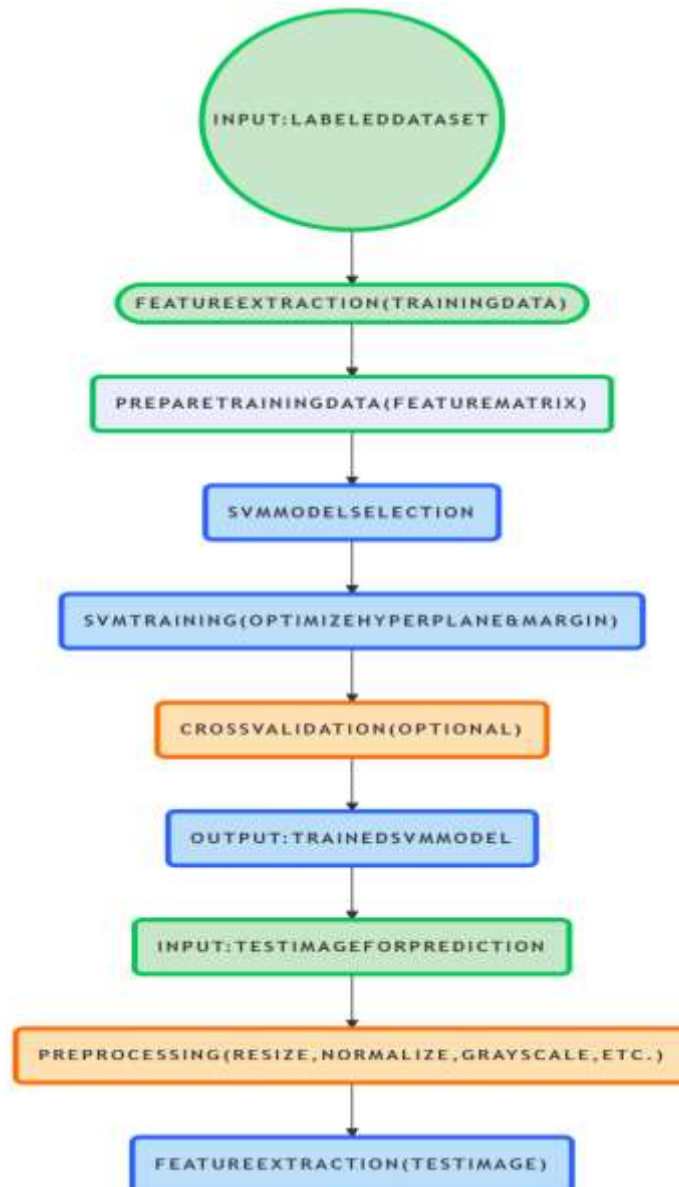 INPUT:LABELEDDATASET
FEATUREEXTRACTION(TRAININGDATA)
PREPARETRAININGDATA(FEATUREMATRIX)
SVMMODELSELECTION
SVMTRAINING(OPTIMIZEHYPERPLANE&MARGIN)
CROSSVALIDATION(OPTIONAL)
OUTPUT:TRAINEDSVMMODEL
INPUT:TESTIMAGEFORPREDICTION
PREPROCESSING(RESIZE,NORMALIZE,GRAYSCALE,ETC.)
FEATUREEXTRACTION(TESTIMAGE)